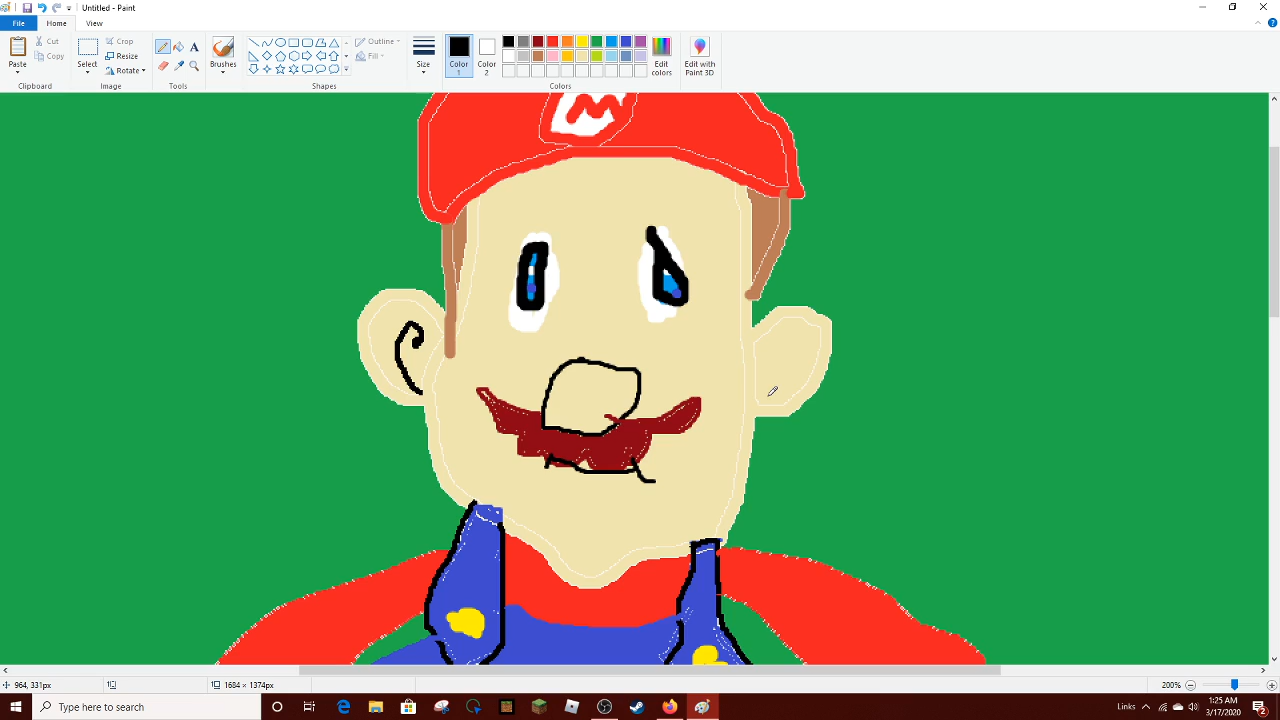 Untitled - Paint
File Home View
Paste Cut Copy Select Crop Resize Rotate Brushes Outline Fill Size Color 1 Color 2 Edit colors Edit with Paint 3D
Clipboard Image Tools Shapes Colors
A
M
964, 331px 1684 × 1374px 200%
Type here to search Links 1:25 AM
3/17/2020 2